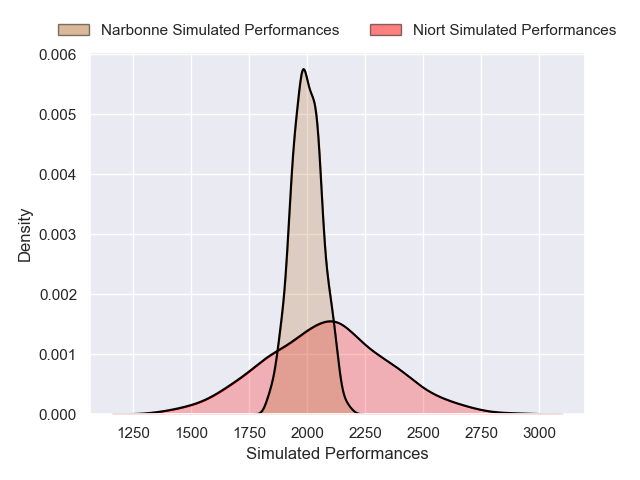 Narbonne Simulated Performances Niort Simulated Performances
0.006
0.005
0.004
0.003
0.002
0.001
0.000
Density
1250 1500 1750 2000 2250 2500 2750 3000
Simulated Performances